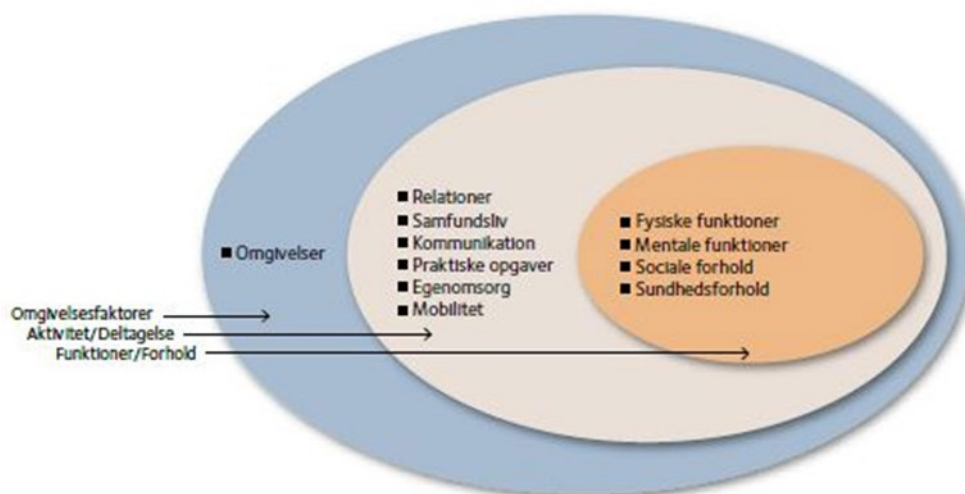 Omgivelser
Relationer
Samfundsliv
Kommunikation
Praktiske opgaver
Egenomsorg
Mobilitet
Fysiske funktioner
Mentale funktioner
Sociale forhold
Sundhedsforhold
Omgivelsesfaktorer
Aktivitet/Deltagelse
Funktioner/Forhold